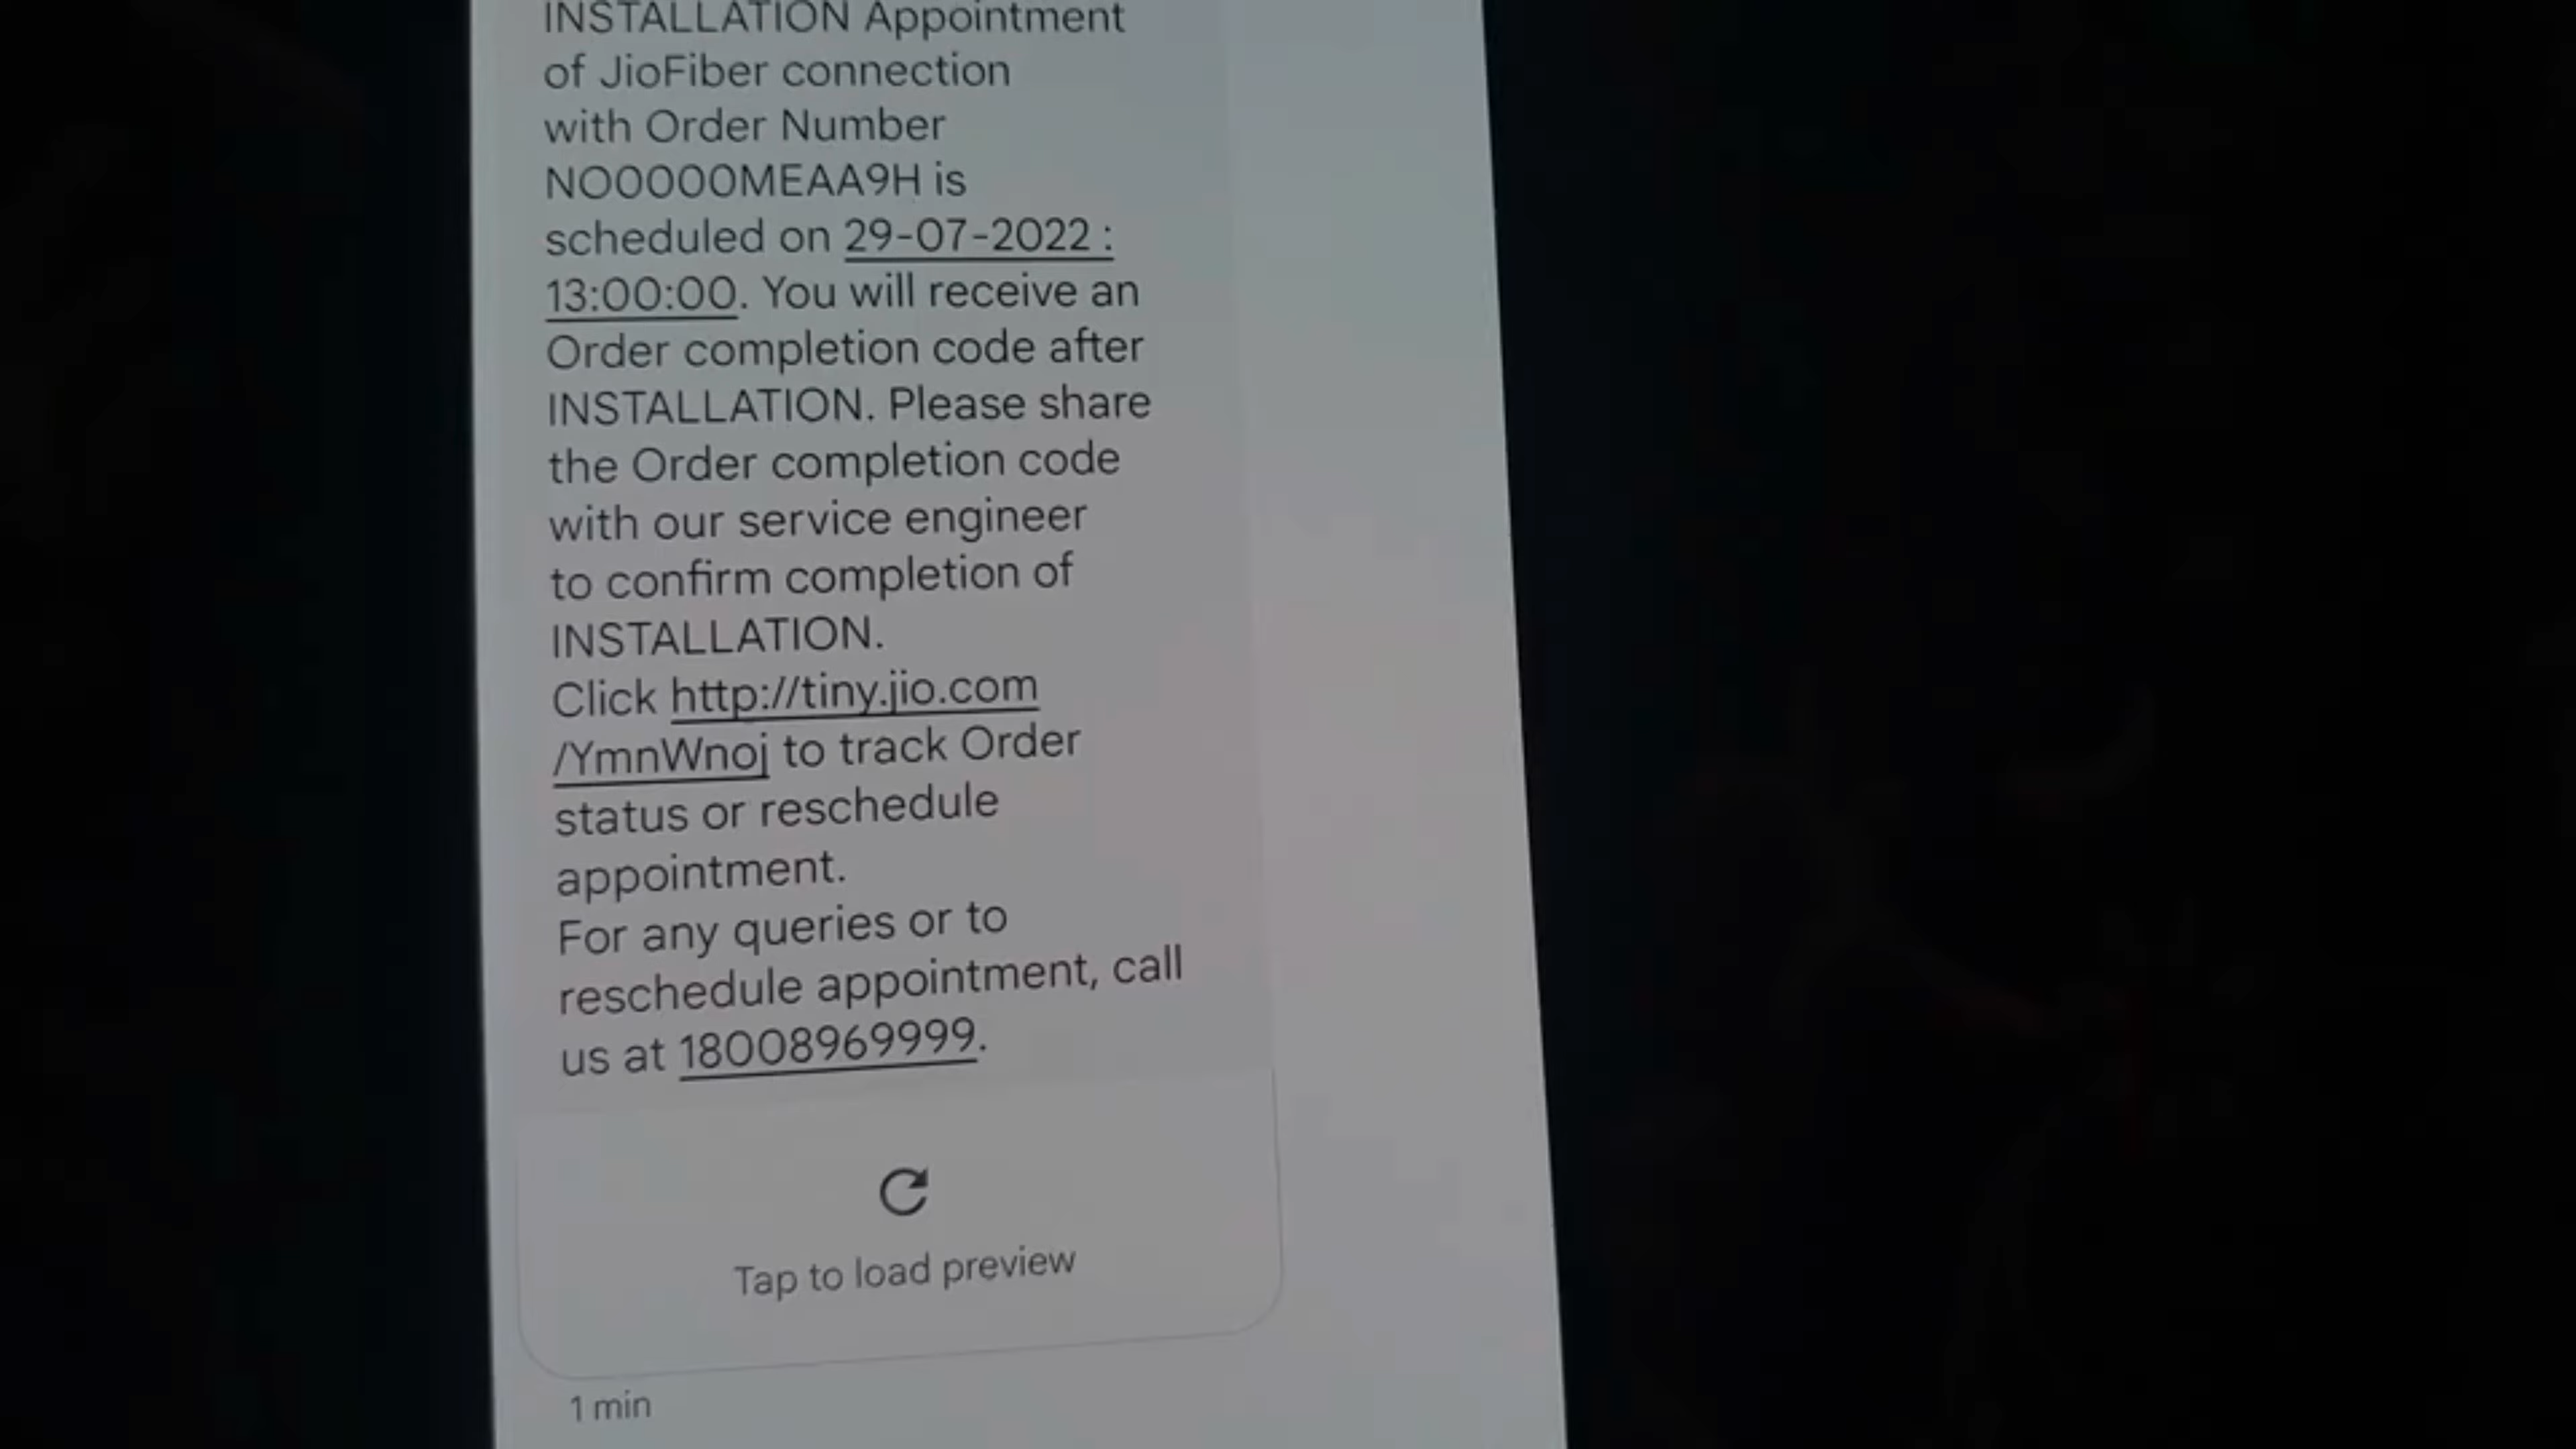 INSTALLATION Appointment
of JioFiber connection
with Order Number
NO0000MEAA9H is
scheduled on 29-07-2022 :
13:00:00. You will receive an
Order completion code after
INSTALLATION. Please share
the Order completion code
with our service engineer
to confirm completion of
INSTALLATION.
Click http://tiny.jio.com
/YmnWnoj to track Order
status or reschedule
appointment.
For any queries or to
reschedule appointment, call
us at 18008969999.
Tap to load preview
1 min